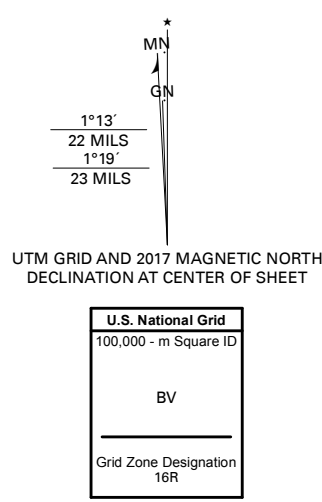 MN
GN
1°13´
22 MILS
1°19´
23 MILS
UTM GRID AND 2017 MAGNETIC NORTH
DECLINATION AT CENTER OF SHEET
U.S. National Grid
100,000 - m Square ID
BV
Grid Zone Designation
16R